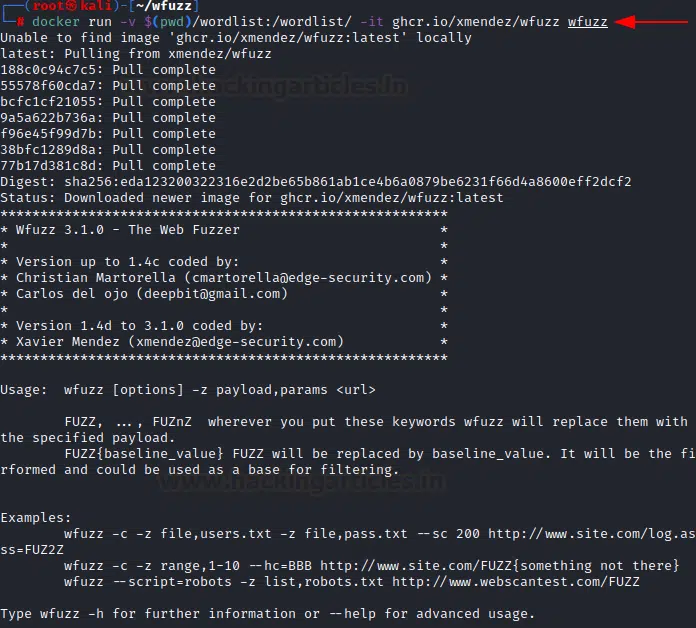 ┌──(root㉿kali)-[~/wfuzz]
└─# docker run -v $(pwd)/wordlist:/wordlist/ -it ghcr.io/xmendez/wfuzz wfuzz
Unable to find image 'ghcr.io/xmendez/wfuzz:latest' locally
latest: Pulling from xmendez/wfuzz
188c0c94c7c5: Pull complete
55578f60cda7: Pull complete
bcfc1cf21055: Pull complete
9a5a622b736a: Pull complete
f96e45f99d7b: Pull complete
38bfc1289d8a: Pull complete
77b17d381c8d: Pull complete
Digest: sha256:eda123200322316e2d2be65b861ab1ce4b6a0879be6231f66d4a8600eff2dcf2
Status: Downloaded newer image for ghcr.io/xmendez/wfuzz:latest
********************************************************
* Wfuzz 3.1.0 - The Web Fuzzer                         *
*                                                      *
* Version up to 1.4c coded by:                         *
* Christian Martorella (cmartorella@edge-security.com) *
* Carlos del ojo (deepbit@gmail.com)                   *
*                                                      *
* Version 1.4d to 3.1.0 coded by:                      *
* Xavier Mendez (xmendez@edge-security.com)            *
********************************************************
Usage:  wfuzz [options] -z payload,params <url>
        FUZZ, ..., FUZnZ  wherever you put these keywords wfuzz will replace them with
the specified payload.
        FUZZ{baseline_value} FUZZ will be replaced by baseline_value. It will be the fi
rformed and could be used as a base for filtering.
www.hackingarticles.in
Examples:
        wfuzz -c -z file,users.txt -z file,pass.txt --sc 200 http://www.site.com/log.as
ss=FUZ2Z
        wfuzz -c -z range,1-10 --hc=BBB http://www.site.com/FUZZ{something not there}
        wfuzz --script=robots -z list,robots.txt http://www.webscantest.com/FUZZ
Type wfuzz -h for further information or --help for advanced usage.